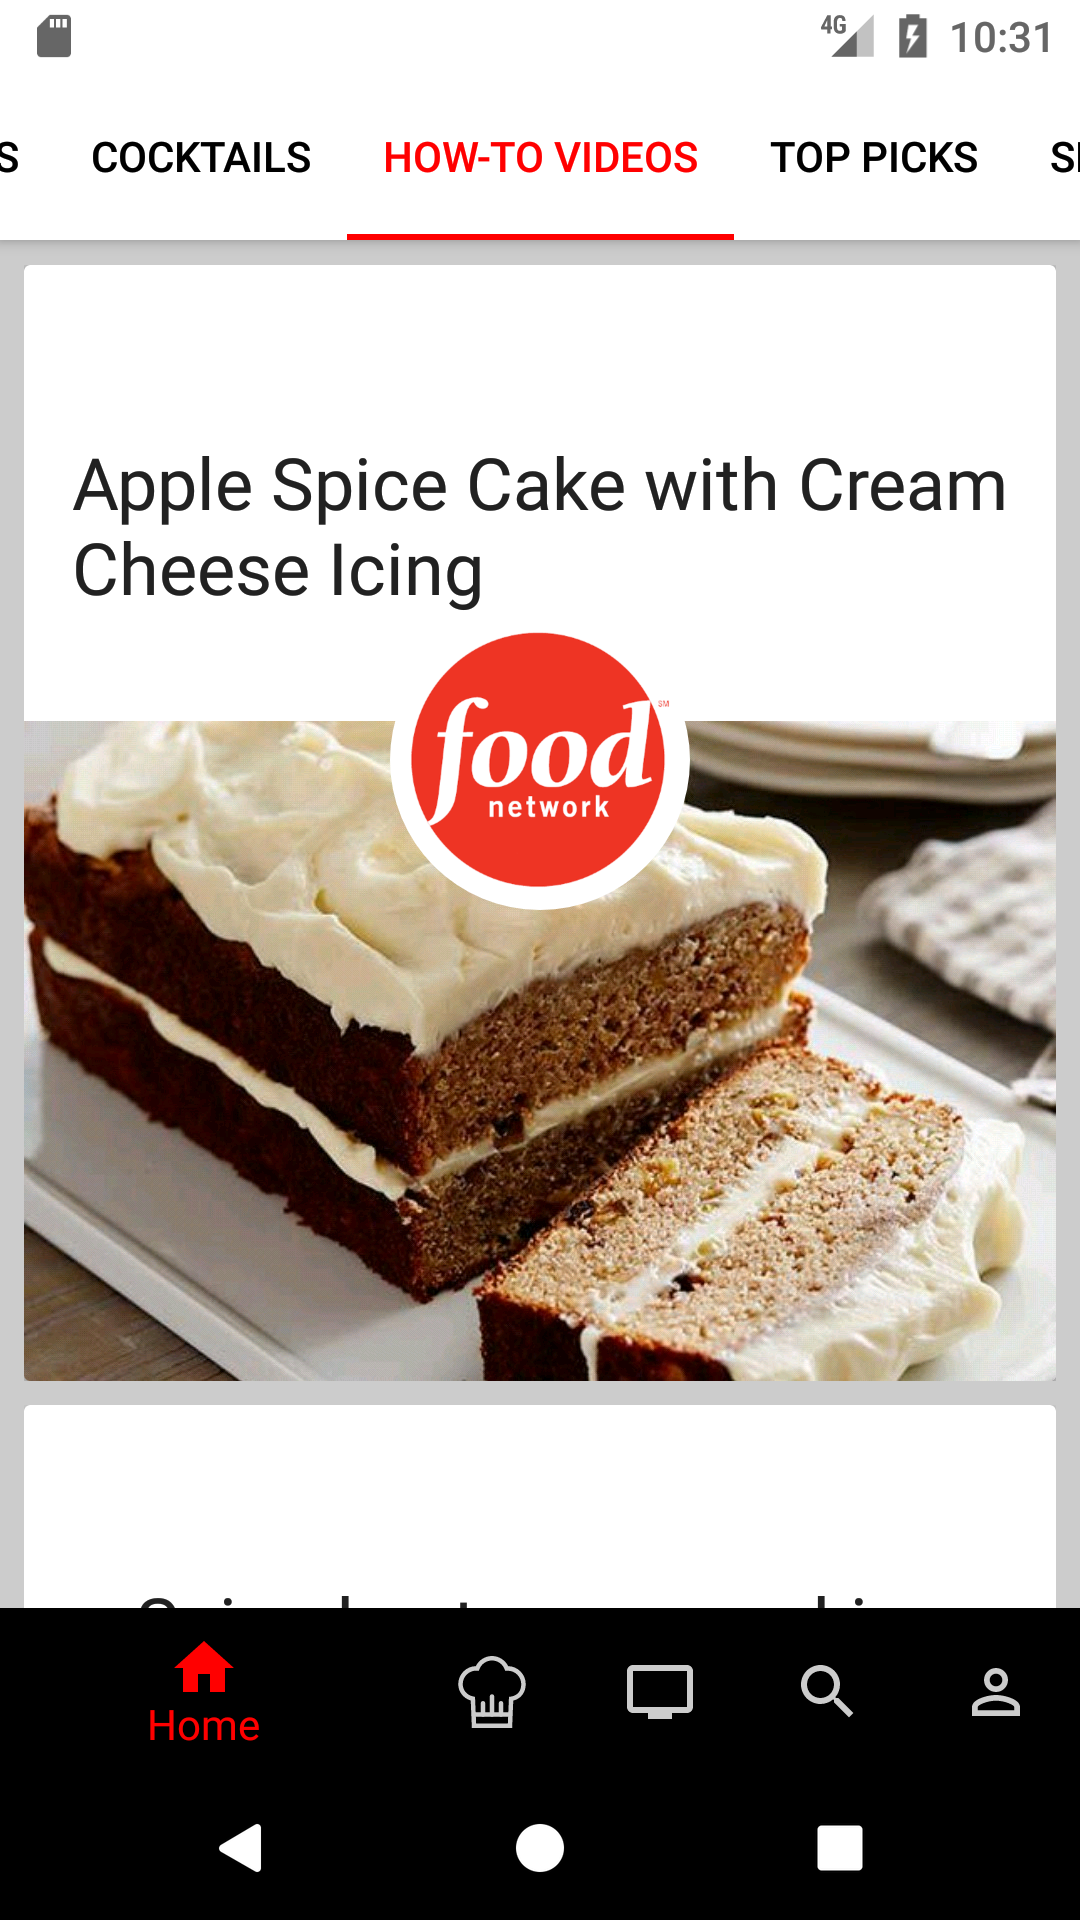 4G 10:31
S COCKTAILS HOW-TO VIDEOS TOP PICKS
Apple Spice Cake with Cream
Cheese Icing
food SM
network
Home